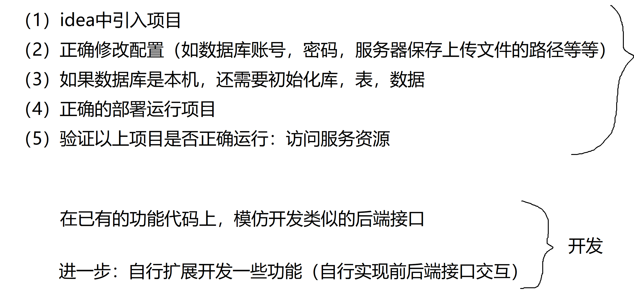 （1）idea中引入项目
（2）正确修改配置（如数据库账号，密码，服务器保存上传文件的路径等等）
（3）如果数据库是本机，还需要初始化库，表，数据
（4）正确的部署运行项目
（5）验证以上项目是否正确运行：访问服务资源
在已有的功能代码上，模仿开发类似的后端接口
开发
进一步：自行扩展开发一些功能（自行实现前后端接口交互）